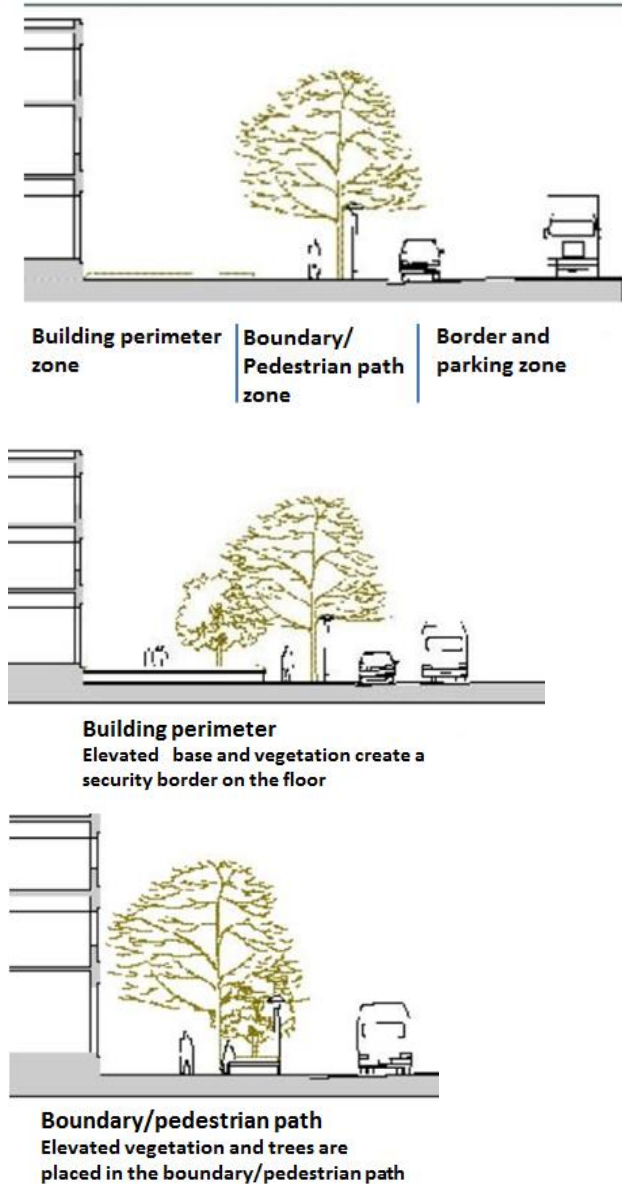 Building perimeter zone
Boundary/ Pedestrian path zone
Border and parking zone
Building perimeter
Elevated base and vegetation create a
security border on the floor
Boundary/pedestrian path
Elevated vegetation and trees are
placed in the boundary/pedestrian path